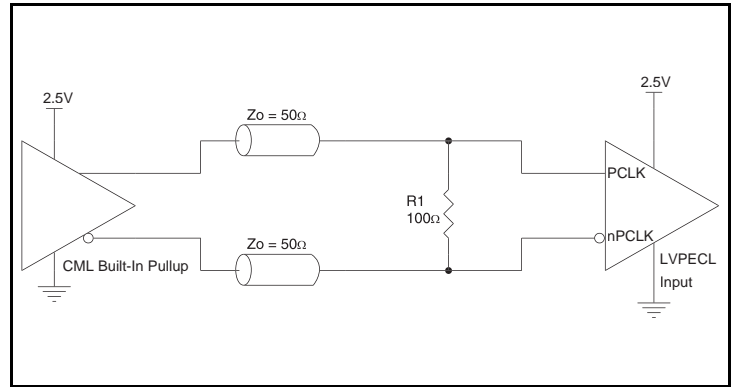 2.5V
2.5V
Zo = 50Ω
PCLK
R1
100Ω
nPCLK
Zo = 50Ω
CML Built-In Pullup
LVPECL
Input